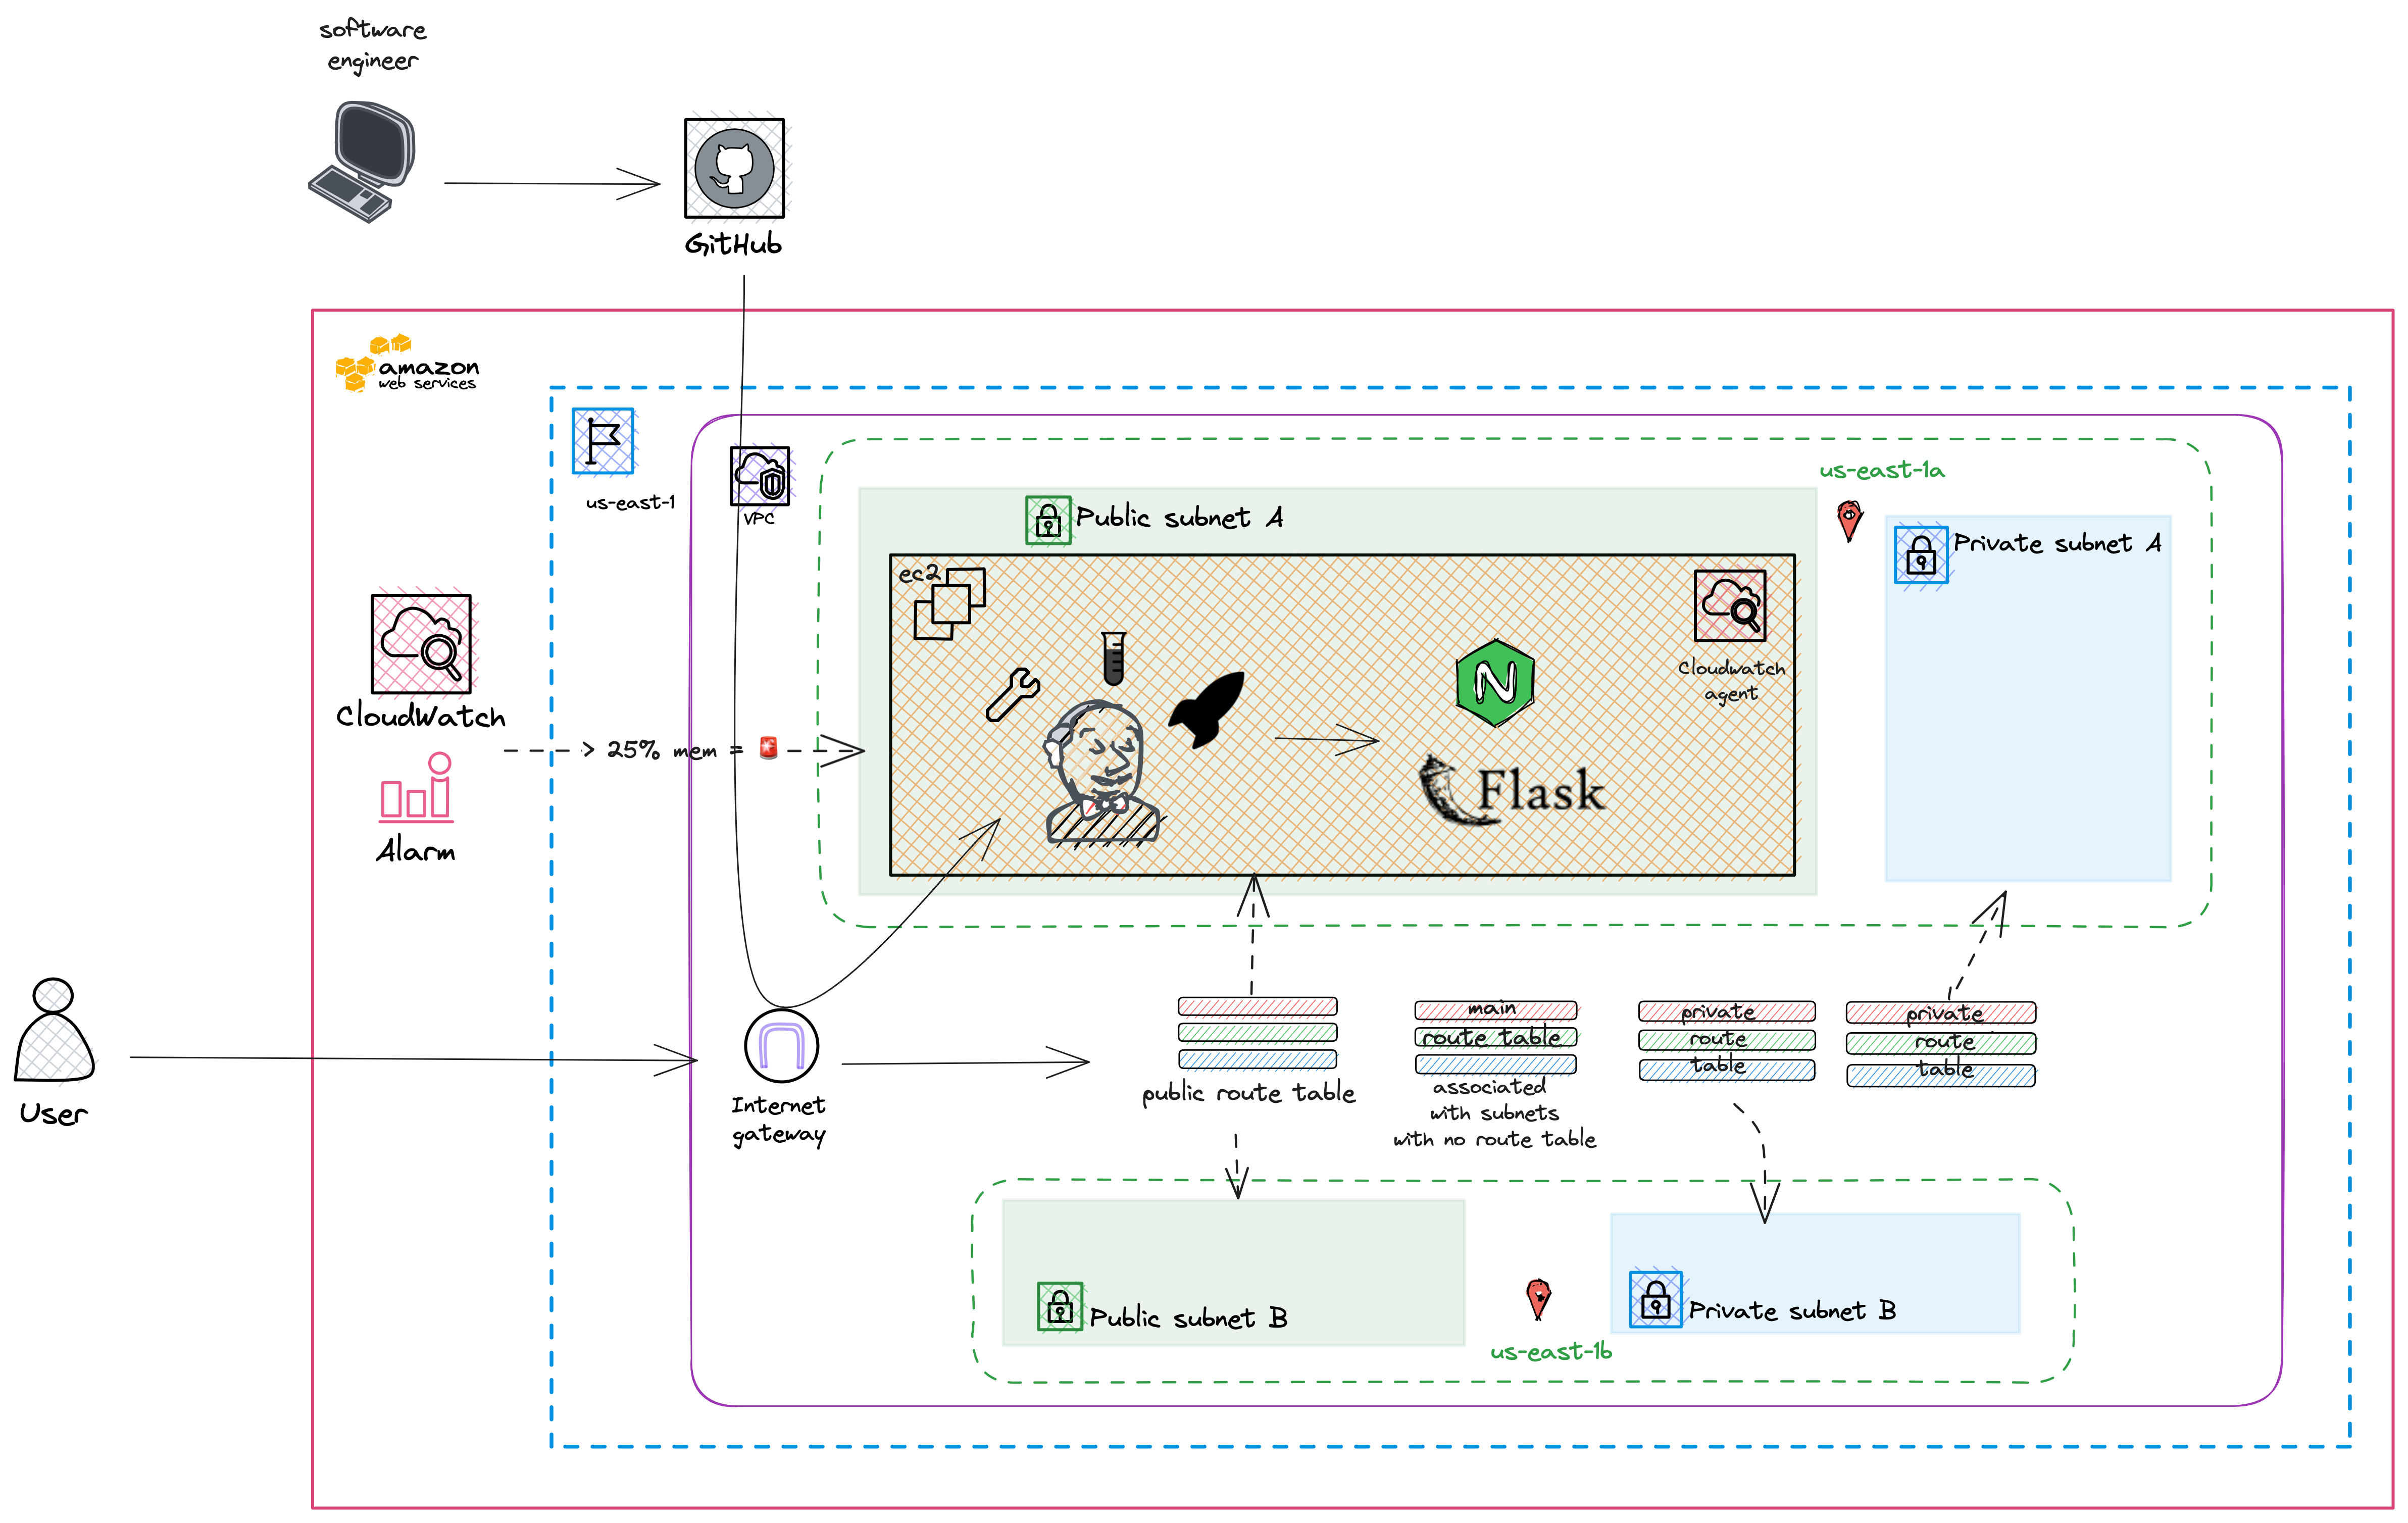 software
engineer
GitHub
amazon
web services
us-east-1
VPC
us-east-1a
Public subnet A
Private subnet A
ec2
Cloudwatch
agent
N
Flask
CloudWatch
> 25% mem = 🚨
Alarm
User
Internet
gateway
public route table
main
route table
associated
with subnets
with no route table
private
route
table
private
route
table
Public subnet B
us-east-1b
Private subnet B